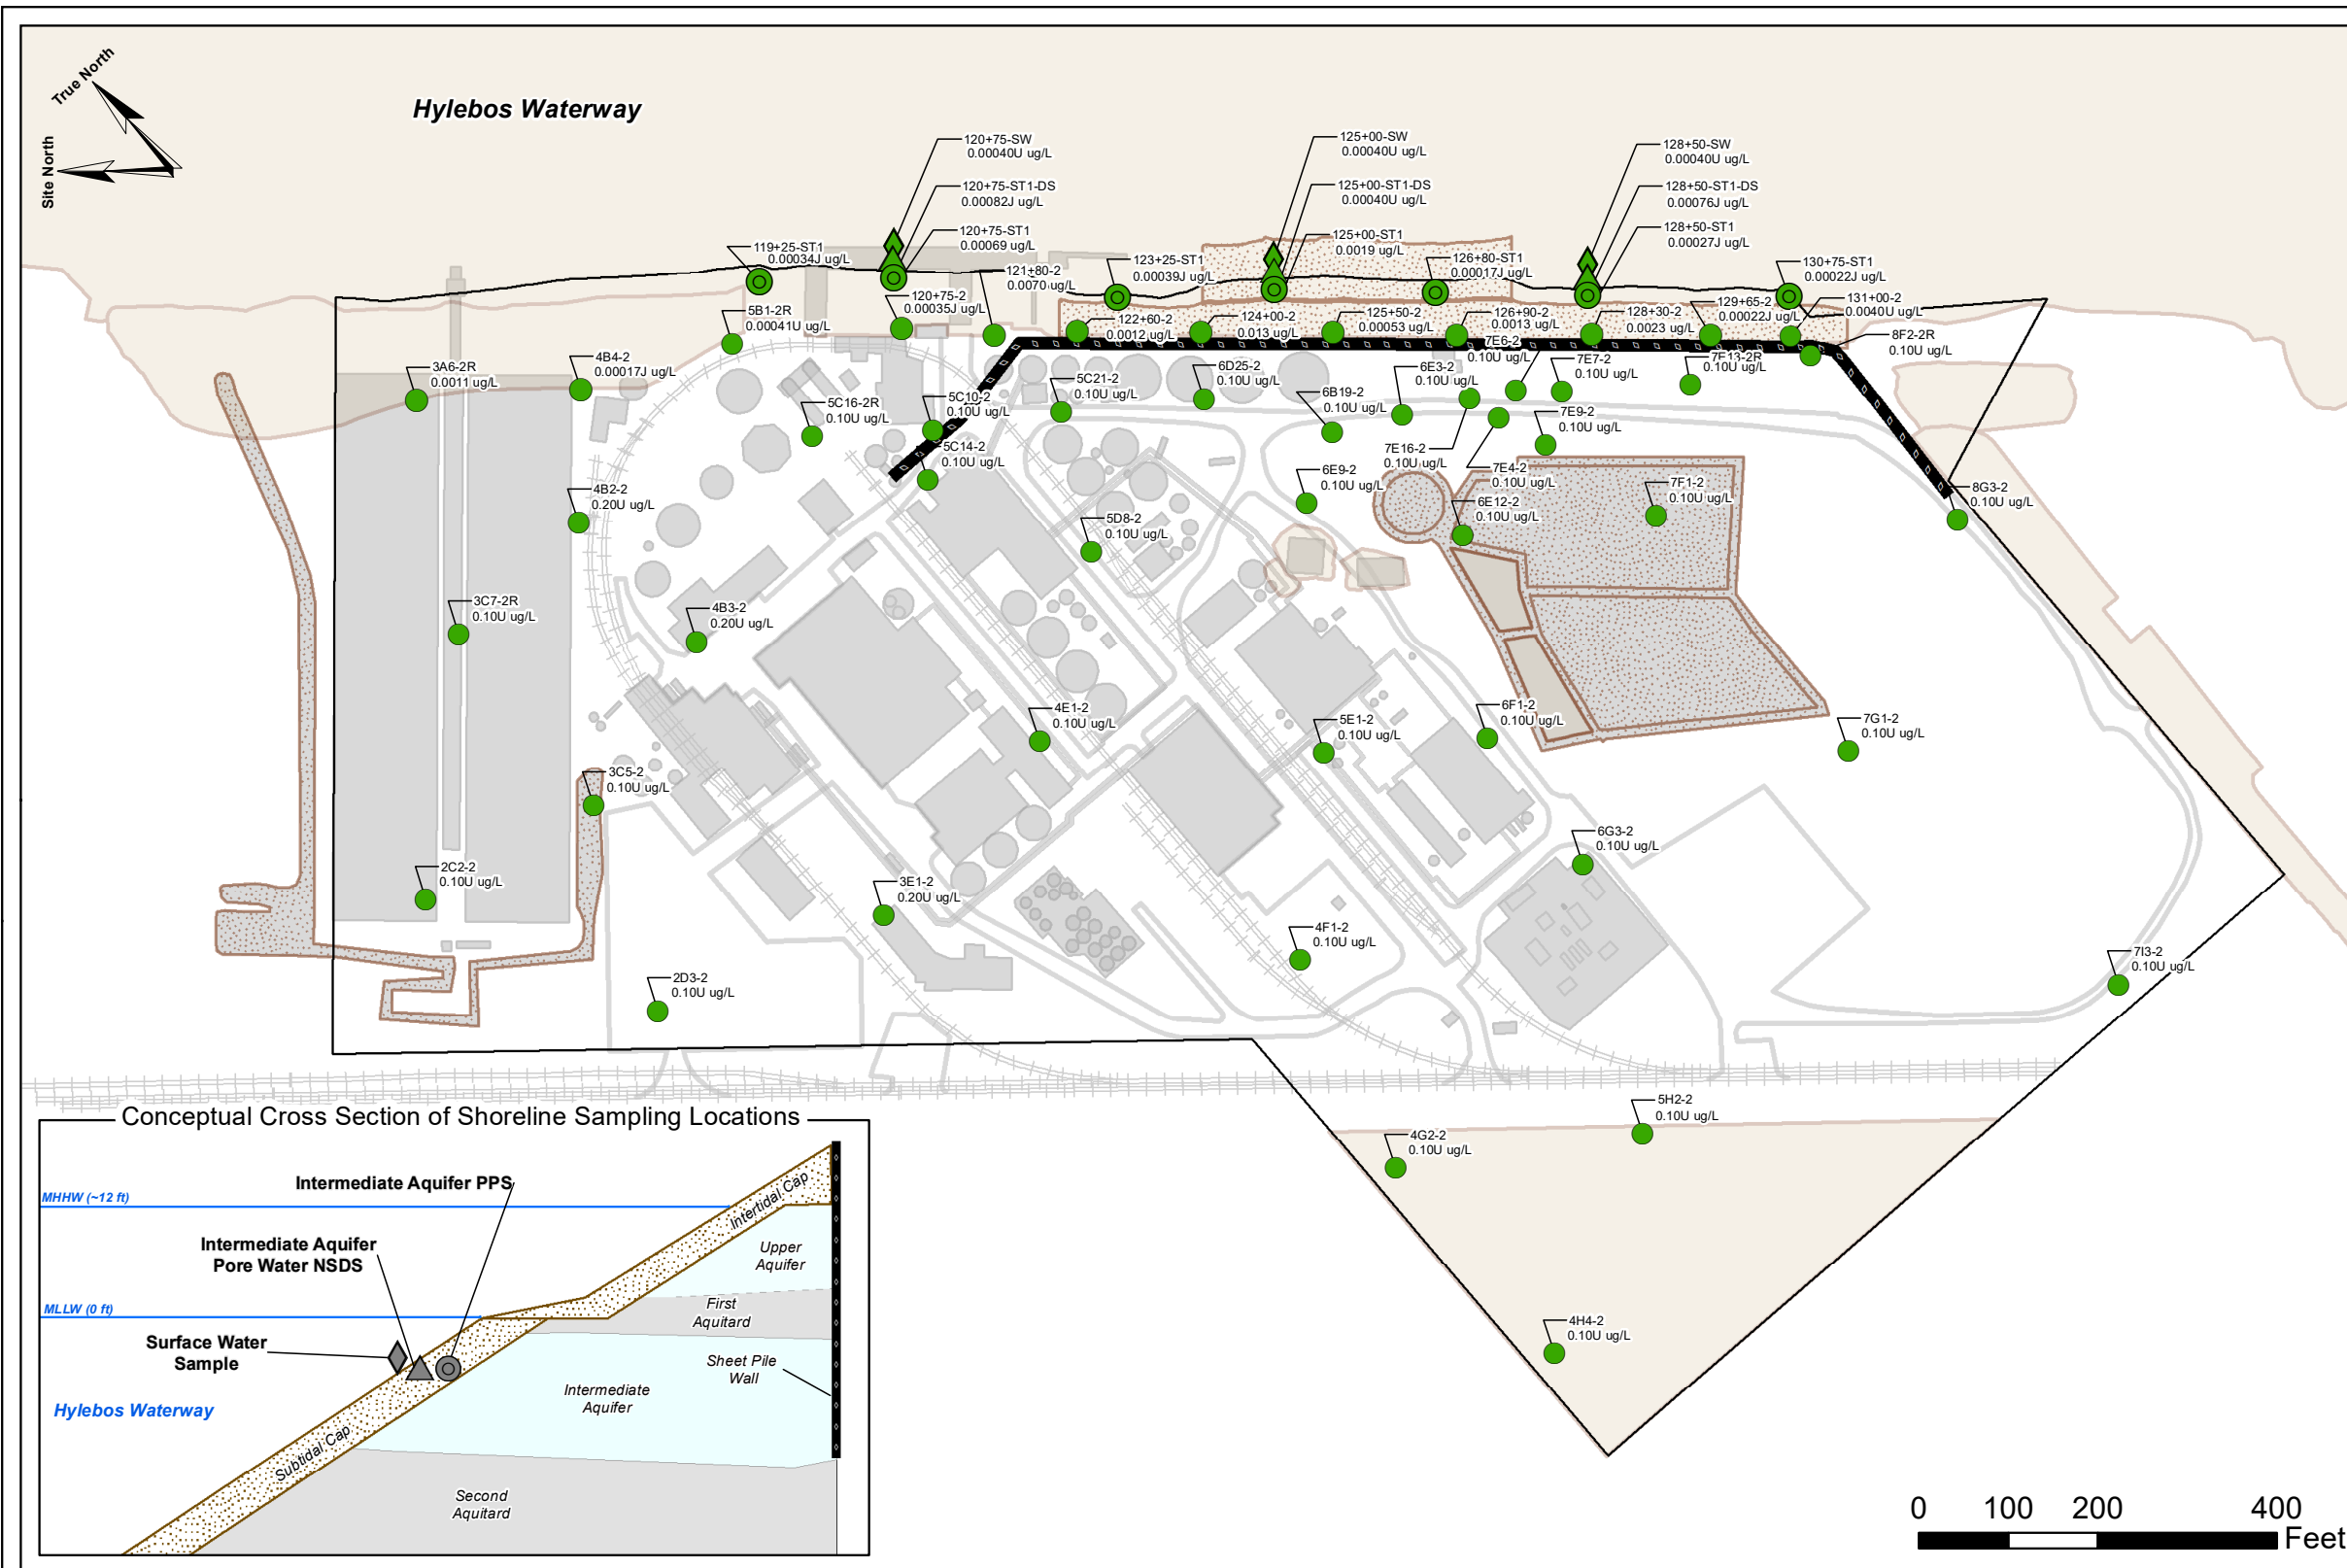 True North
Site North
Hylebos Waterway
120+75-SW
0.00040U ug/L
120+75-ST1-DS
0.00082J ug/L
120+75-ST1
0.00069 ug/L
125+00-SW
0.00040U ug/L
125+00-ST1-DS
0.00040U ug/L
125+00-ST1
0.0019 ug/L
128+50-SW
0.00040U ug/L
128+50-ST1-DS
0.00076J ug/L
128+50-ST1
0.00027J ug/L
119+25-ST1
0.00034J ug/L
121+80-2
0.0070 ug/L
123+25-ST1
0.00039J ug/L
126+80-ST1
0.00017J ug/L
130+75-ST1
0.00022J ug/L
5B1-2R
0.00041U ug/L
120+75-2
0.00035J ug/L
122+60-2
0.0012 ug/L
124+00-2
0.013 ug/L
125+50-2
0.00053 ug/L
126+90-2
0.0013 ug/L
128+30-2
0.0023 ug/L
129+65-2
0.00022J ug/L
131+00-2
0.0040U ug/L
8F2-2R
0.10U ug/L
3A6-2R
0.0011 ug/L
4B4-2
0.00017J ug/L
5C16-2R
0.10U ug/L
5C10-2
0.10U ug/L
5C14-2
0.10U ug/L
5C21-2
0.10U ug/L
6D25-2
0.10U ug/L
6B19-2
0.10U ug/L
6E3-2
0.10U ug/L
7E6-2
0.10U ug/L
7E7-2
0.10U ug/L
7F13-2R
0.10U ug/L
7E9-2
0.10U ug/L
7E16-2
0.10U ug/L
7E4-2
0.10U ug/L
4B2-2
0.20U ug/L
5D8-2
0.10U ug/L
6E9-2
0.10U ug/L
6E12-2
0.10U ug/L
7F1-2
0.10U ug/L
8G3-2
0.10U ug/L
3C7-2R
0.10U ug/L
4B3-2
0.20U ug/L
4E1-2
0.10U ug/L
5E1-2
0.10U ug/L
6F1-2
0.10U ug/L
7G1-2
0.10U ug/L
3C5-2
0.10U ug/L
2C2-2
0.10U ug/L
3E1-2
0.20U ug/L
6G3-2
0.10U ug/L
4F1-2
0.10U ug/L
7I3-2
0.10U ug/L
2D3-2
0.10U ug/L
5H2-2
0.10U ug/L
4G2-2
0.10U ug/L
4H4-2
0.10U ug/L
Conceptual Cross Section of Shoreline Sampling Locations
Intermediate Aquifer PPS
MHHW (~12 ft)
Intertidal Cap
Intermediate Aquifer
Pore Water NSDS
Upper
Aquifer
MLLW (0 ft)
First
Aquitard
Surface Water
Sample
Sheet Pile
Wall
Intermediate
Aquifer
Hylebos Waterway
Subtidal Cap
Second
Aquitard
0 100 200 400
Feet